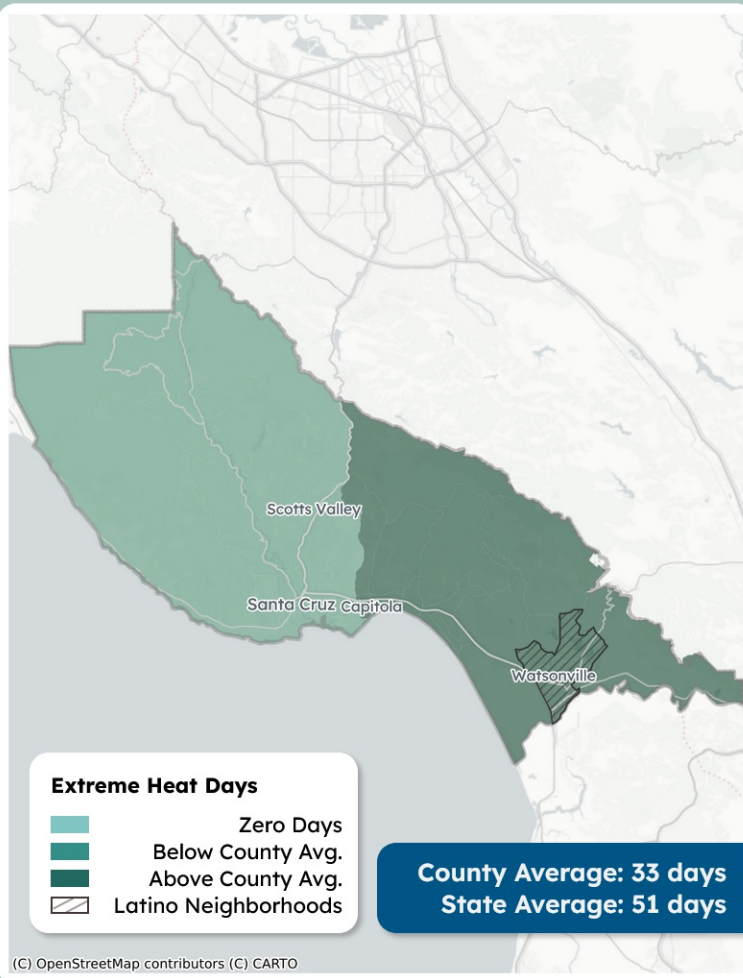 Scotts Valley
Santa Cruz Capitola
Watsonville
Extreme Heat Days
Zero Days
Below County Avg.
Above County Avg.
Latino Neighborhoods
County Average: 33 days
State Average: 51 days
(C) OpenStreetMap contributors (C) CARTO